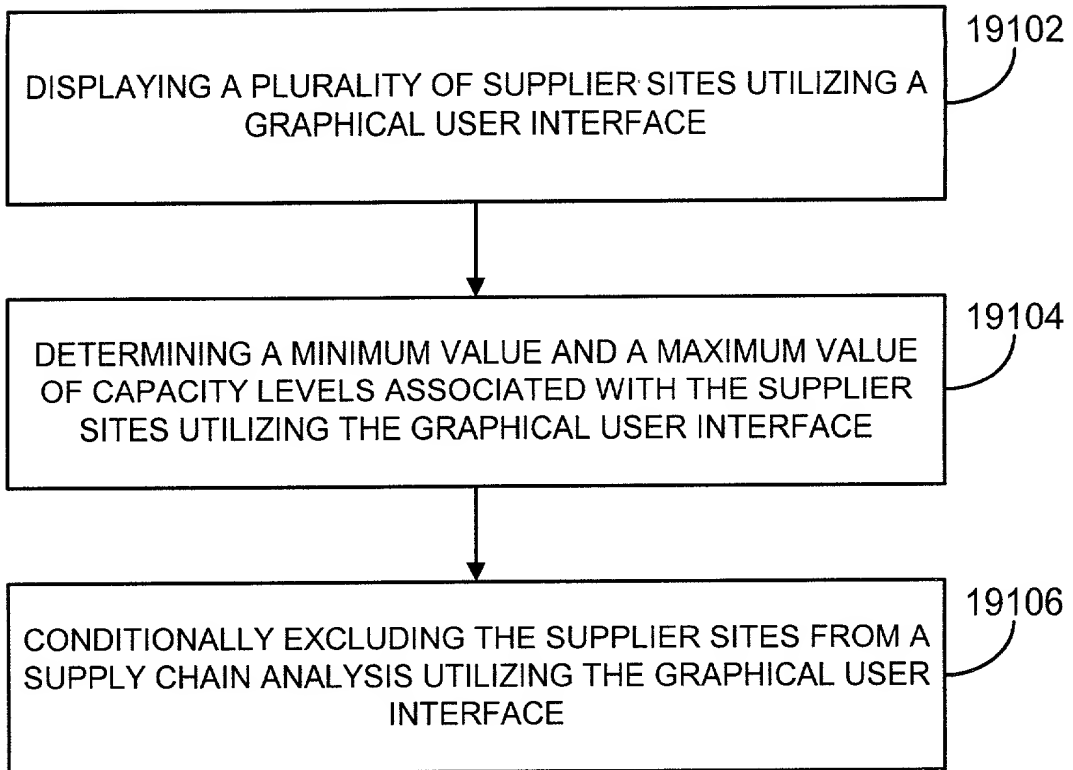 19102
DISPLAYING A PLURALITY OF SUPPLIER SITES UTILIZING A
GRAPHICAL USER INTERFACE
19104
DETERMINING A MINIMUM VALUE AND A MAXIMUM VALUE
OF CAPACITY LEVELS ASSOCIATED WITH THE SUPPLIER
SITES UTILIZING THE GRAPHICAL USER INTERFACE
19106
CONDITIONALLY EXCLUDING THE SUPPLIER SITES FROM A
SUPPLY CHAIN ANALYSIS UTILIZING THE GRAPHICAL USER
INTERFACE